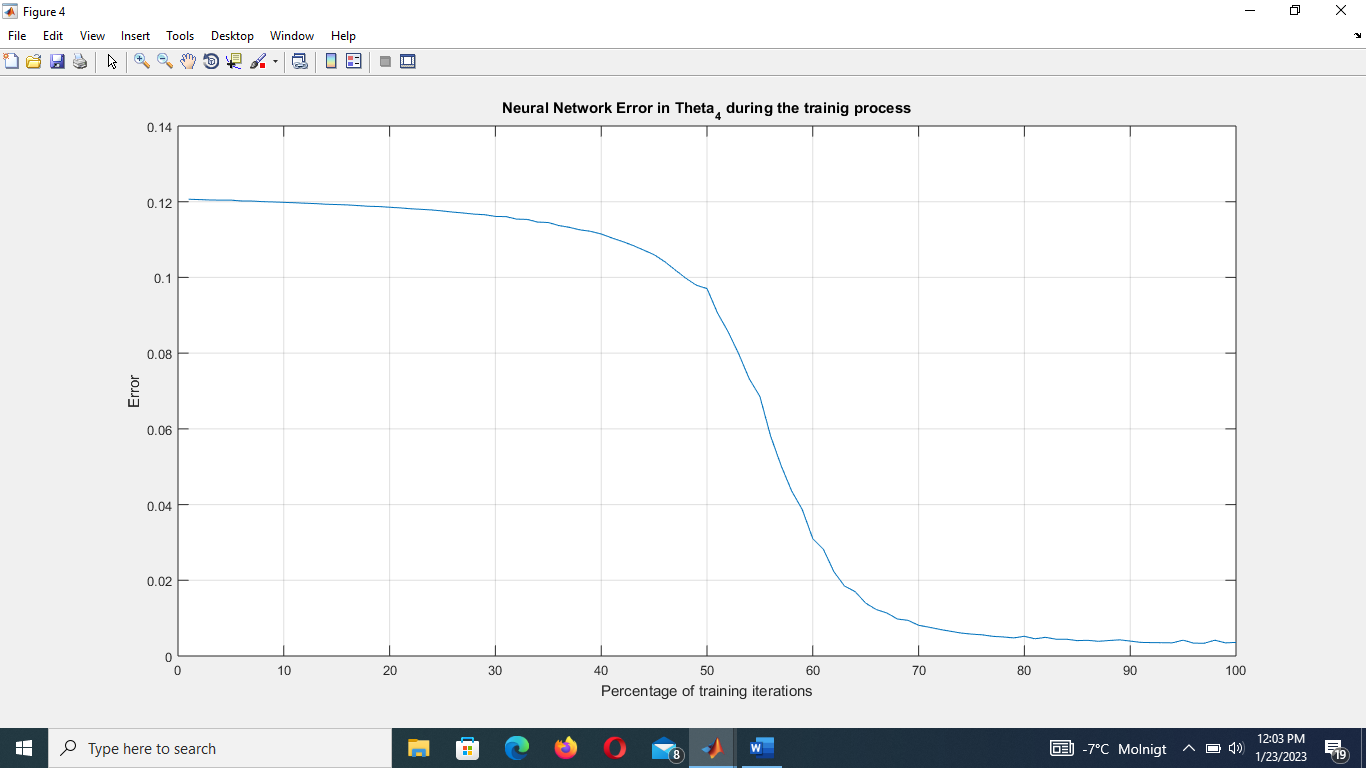 Figure 4
File Edit View Insert Tools Desktop Window Help
Neural Network Error in Theta4 during the trainig process
0.14
0.12
0.1
0.08
0.06
0.04
0.02
0
Error
0 10 20 30 40 50 60 70 80 90 100
Percentage of training iterations
Type here to search
8
W
-7°C Molnigt
12:03 PM
1/23/2023
19